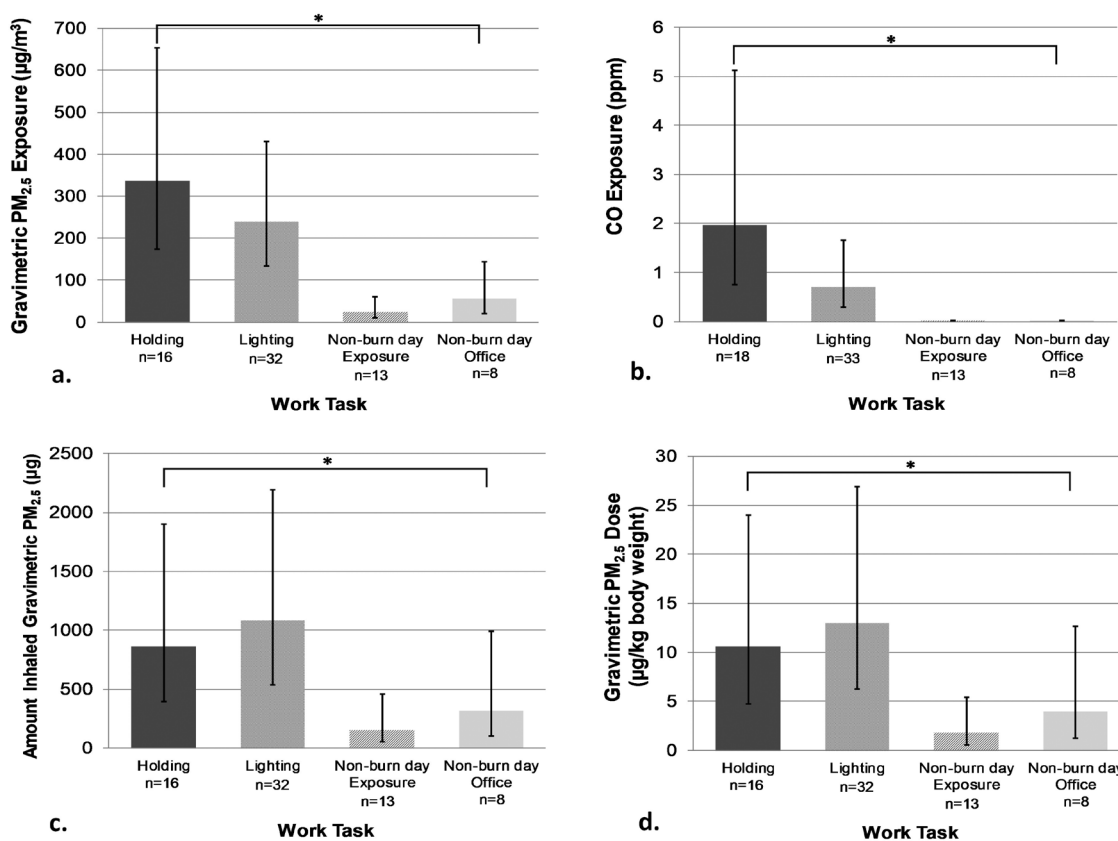 Gravimetric PM2.5 Exposure (µg/m³)
700
600
500
400
300
200
100
0
*
Holding
n=16
Lighting
n=32
Non-burn day
Exposure
n=13
Non-burn day
Office
n=8
a.
Work Task
CO Exposure (ppm)
6
5
4
3
2
1
0
*
Holding
n=18
Lighting
n=33
Non-burn day
Exposure
n=13
Non-burn day
Office
n=8
b.
Work Task
Amount Inhaled Gravimetric PM2.5 (µg)
2500
2000
1500
1000
500
0
*
Holding
n=16
Lighting
n=32
Non-burn day
Exposure
n=13
Non-burn day
Office
n=8
c.
Work Task
Gravimetric PM2.5 Dose
(µg/kg body weight)
30
25
20
15
10
5
0
*
Holding
n=16
Lighting
n=32
Non-burn day
Exposure
n=13
Non-burn day
Office
n=8
d.
Work Task